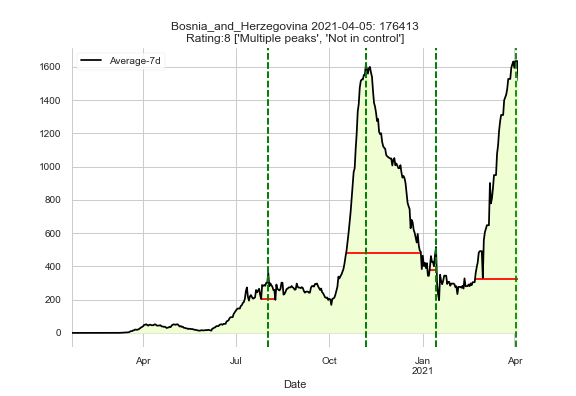 Bosnia_and_Herzegovina 2021-04-05: 176413
Rating:8 ['Multiple peaks', 'Not in control']
Average-7d
1600
1400
1200
1000
800
600
400
200
0
Apr
Jul
Oct
Jan
2021
Apr
Date